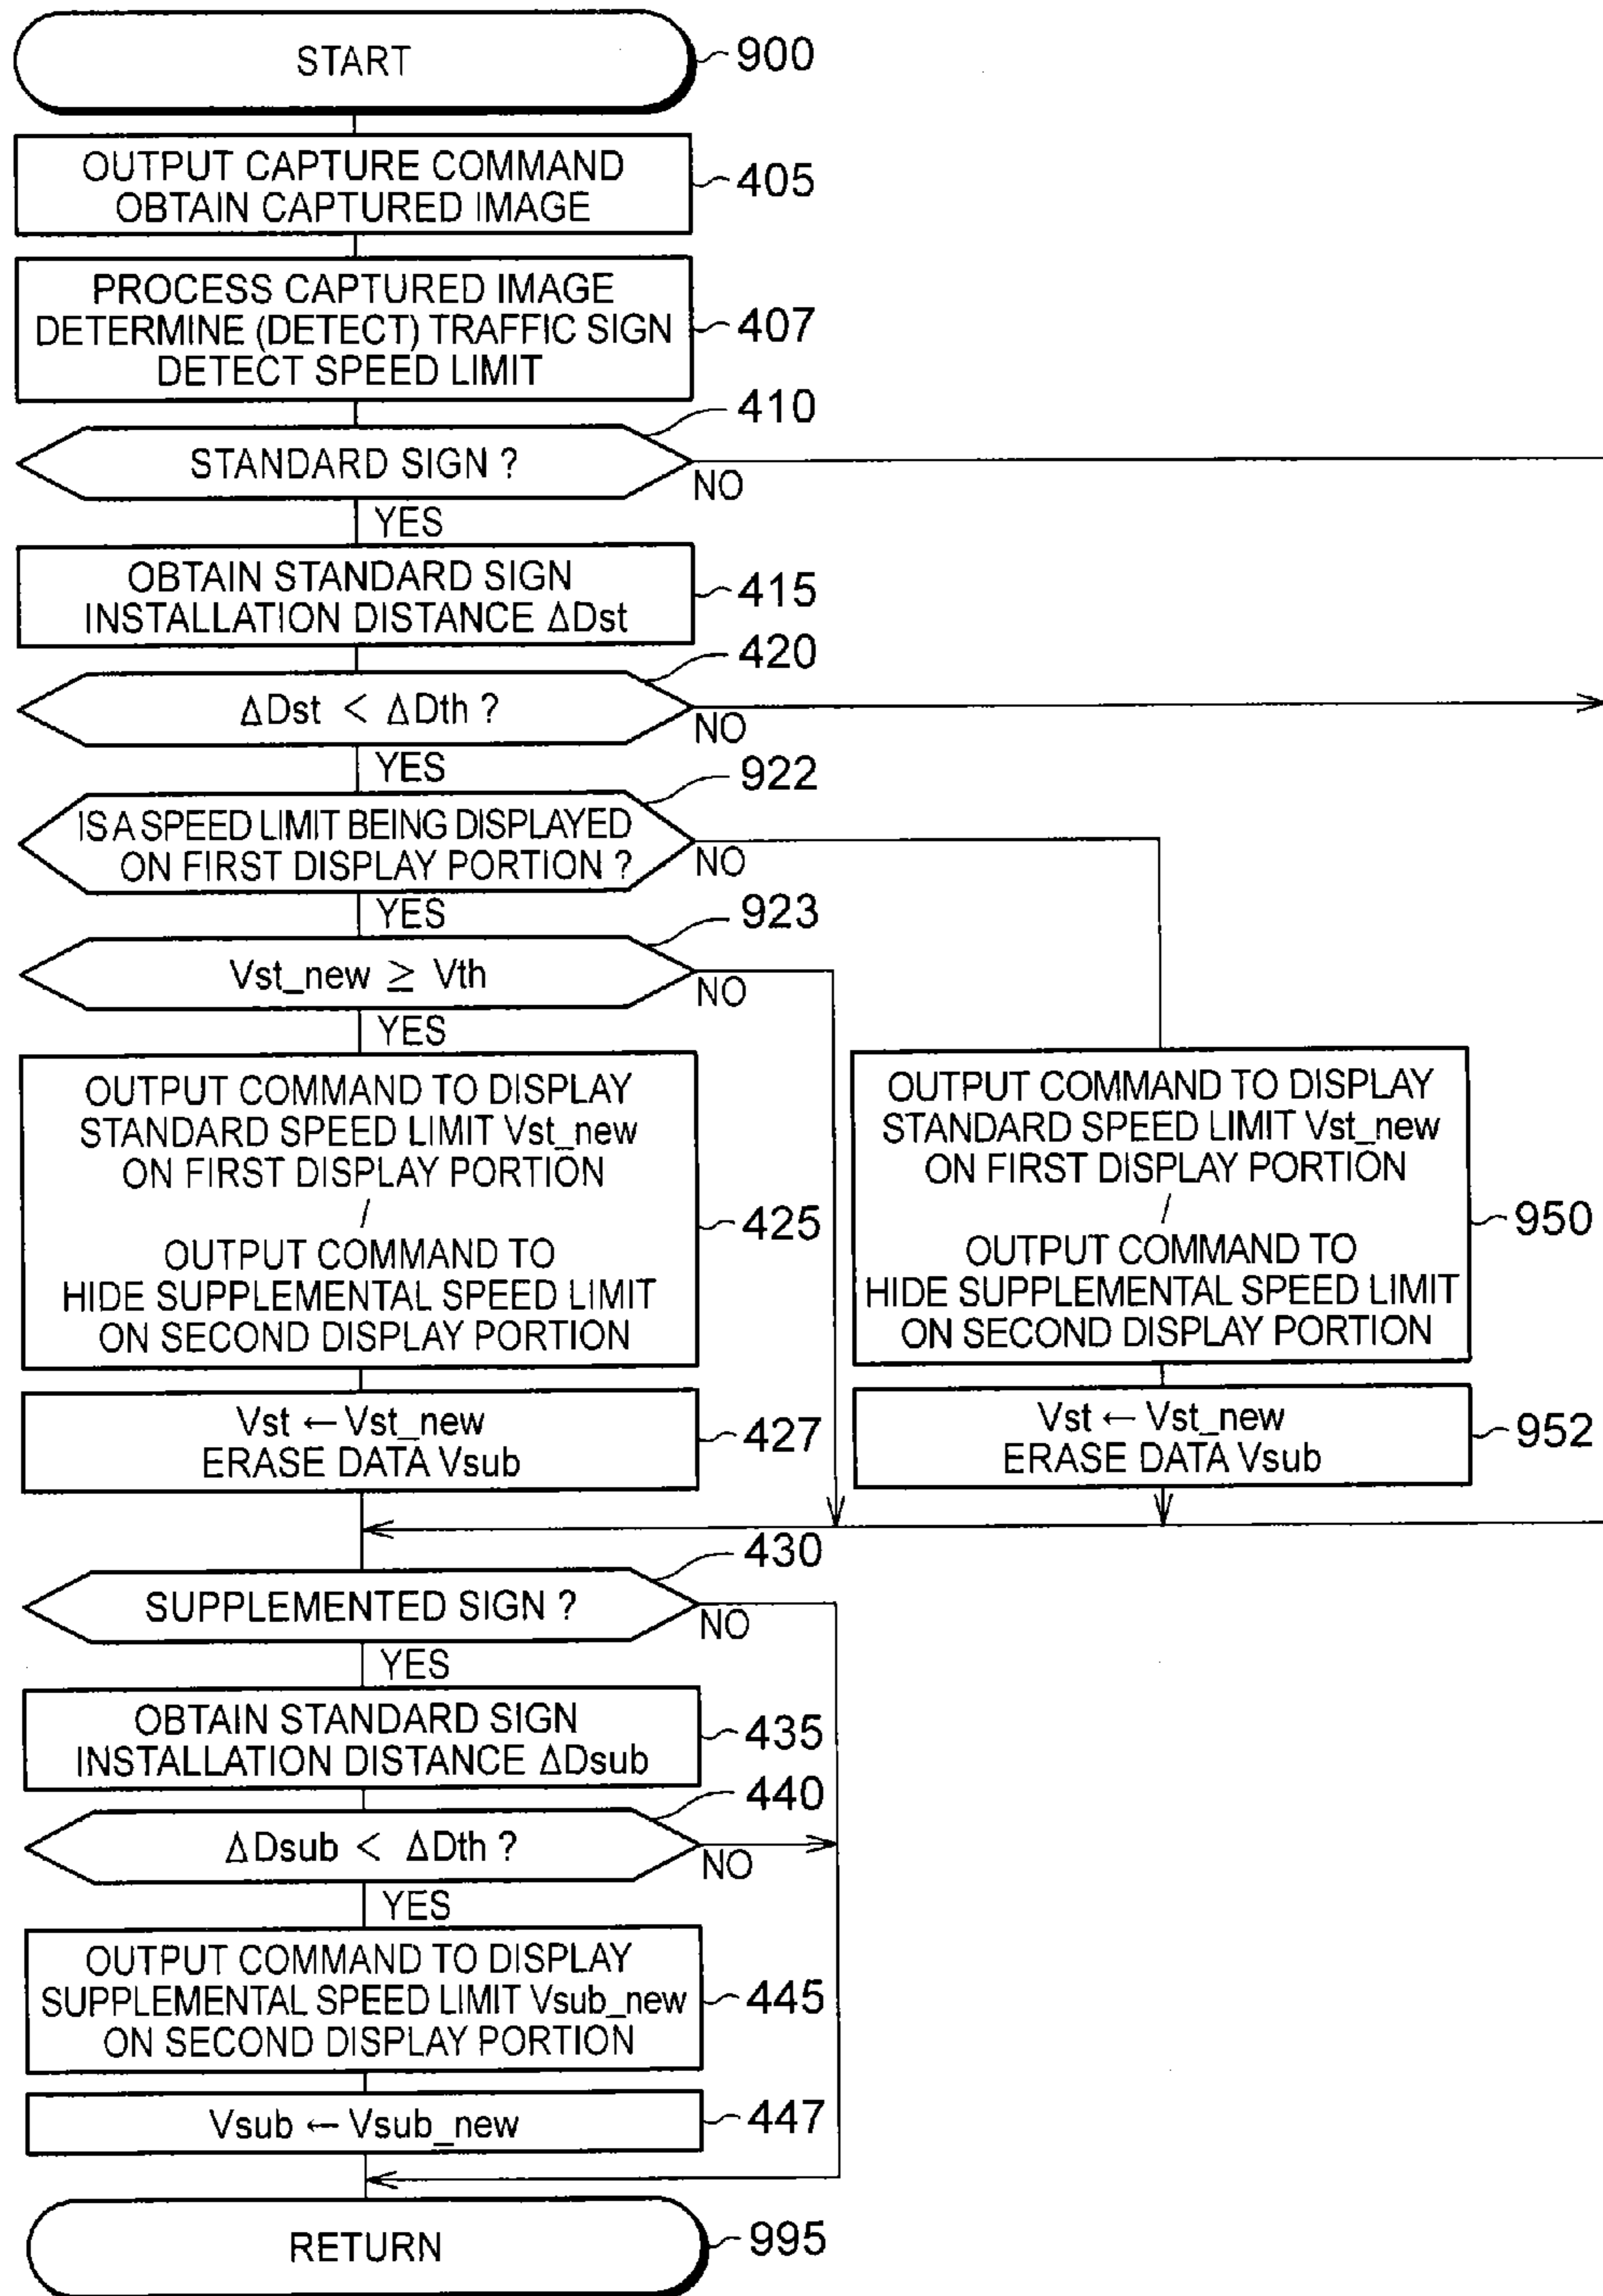 START
900
OUTPUT CAPTURE COMMAND
OBTAIN CAPTURED IMAGE
405
PROCESS CAPTURED IMAGE
DETERMINE (DETECT) TRAFFIC SIGN
DETECT SPEED LIMIT
407
410
STANDARD SIGN ?
NO
YES
OBTAIN STANDARD SIGN
INSTALLATION DISTANCE ΔDst
415
420
ΔDst < ΔDth ?
NO
YES
922
IS A SPEED LIMIT BEING DISPLAYED
ON FIRST DISPLAY PORTION ?
NO
YES
923
Vst_new ≥ Vth
NO
YES
OUTPUT COMMAND TO DISPLAY
STANDARD SPEED LIMIT Vst_new
ON FIRST DISPLAY PORTION
/
OUTPUT COMMAND TO
HIDE SUPPLEMENTAL SPEED LIMIT
ON SECOND DISPLAY PORTION
425
OUTPUT COMMAND TO DISPLAY
STANDARD SPEED LIMIT Vst_new
ON FIRST DISPLAY PORTION
/
OUTPUT COMMAND TO
HIDE SUPPLEMENTAL SPEED LIMIT
ON SECOND DISPLAY PORTION
950
Vst ← Vst_new
ERASE DATA Vsub
427
Vst ← Vst_new
ERASE DATA Vsub
952
430
SUPPLEMENTED SIGN ?
NO
YES
OBTAIN STANDARD SIGN
INSTALLATION DISTANCE ΔDsub
435
440
ΔDsub < ΔDth ?
NO
YES
OUTPUT COMMAND TO DISPLAY
SUPPLEMENTAL SPEED LIMIT Vsub_new
ON SECOND DISPLAY PORTION
445
Vsub ← Vsub_new
447
RETURN
995